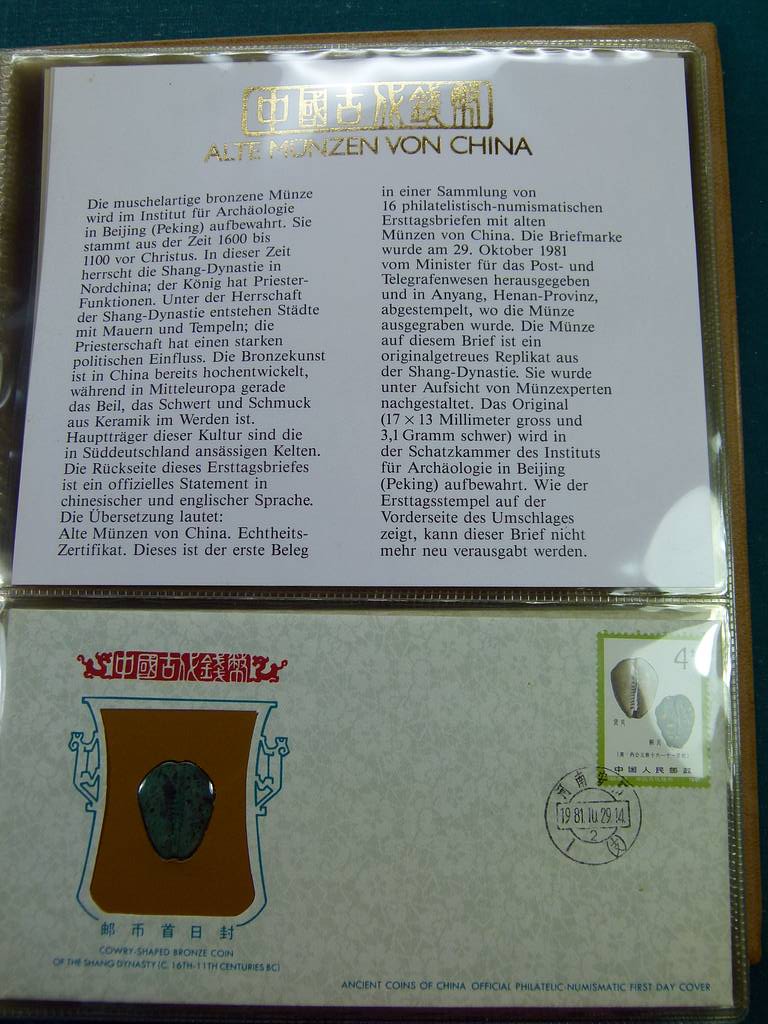 中國古代錢幣
ALTE MÜNZEN VON CHINA
Die muschelartige bronzene Münze
wird im Institut für Archäologie
in Beijing (Peking) aufbewahrt. Sie
stammt aus der Zeit 1600 bis
1100 vor Christus. In dieser Zeit
herrscht die Shang-Dynastie in
Nordchina; der König hat Priester-
Funktionen. Unter der Herrschaft
der Shang-Dynastie entstehen Städte
mit Mauern und Tempeln; die
Priesterschaft hat einen starken
politischen Einfluss. Die Bronzekunst
ist in China bereits hochentwickelt,
während in Mitteleuropa gerade
das Beil, das Schwert und Schmuck
aus Keramik im Werden ist.
Hauptträger dieser Kultur sind die
in Süddeutschland ansässigen Kelten.
Die Rückseite dieses Ersttagsbriefes
ist ein offizielles Statement in
chinesischer und englischer Sprache.
Die Übersetzung lautet:
Alte Münzen von China. Echtheits-
Zertifikat. Dieses ist der erste Beleg
in einer Sammlung von
16 philatelistisch-numismatischen
Ersttagsbriefen mit alten
Münzen von China. Die Briefmarke
wurde am 29. Oktober 1981
vom Minister für das Post- und
Telegrafenwesen herausgegeben
und in Anyang, Henan-Provinz,
abgestempelt, wo die Münze
ausgegraben wurde. Die Münze
auf diesem Brief ist ein
originalgetreues Replikat aus
der Shang-Dynastie. Sie wurde
unter Aufsicht von Münzexperten
nachgestaltet. Das Original
(17 × 13 Millimeter gross und
3,1 Gramm schwer) wird in
der Schatzkammer des Instituts
für Archäologie in Beijing
(Peking) aufbewahrt. Wie der
Ersttagsstempel auf der
Vorderseite des Umschlages
zeigt, kann dieser Brief nicht
mehr neu verausgabt werden.
中國古代錢幣
4
中国人民邮政
河南安阳
1981.10.29.14
2
邮币首日封
COWRY-SHAPED BRONZE COIN
OF THE SHANG DYNASTY (C. 16TH-11TH CENTURIES BC)
ANCIENT COINS OF CHINA OFFICIAL PHILATELIC-NUMISMATIC FIRST DAY COVER